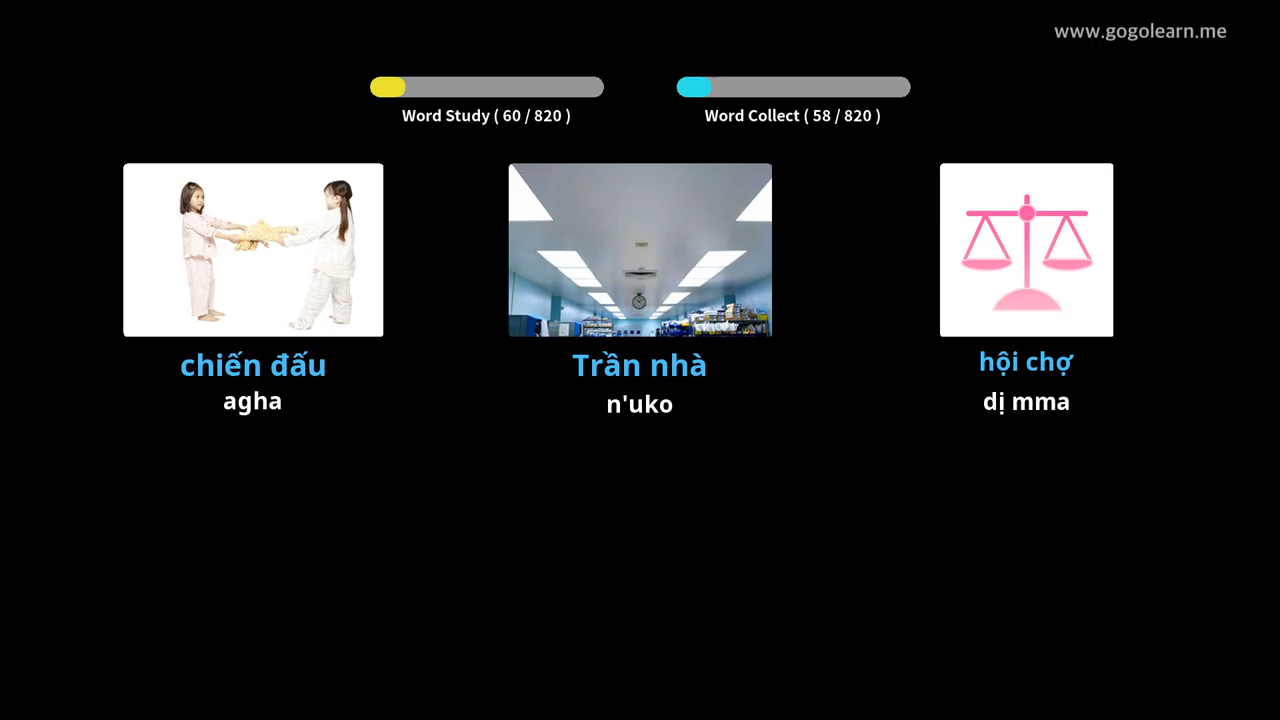 www.gogolearn.me
Word Study ( 60 / 820 )
Word Collect ( 58 / 820 )
chiến đấu
agha
Trần nhà
n'uko
hội chợ
dị mma